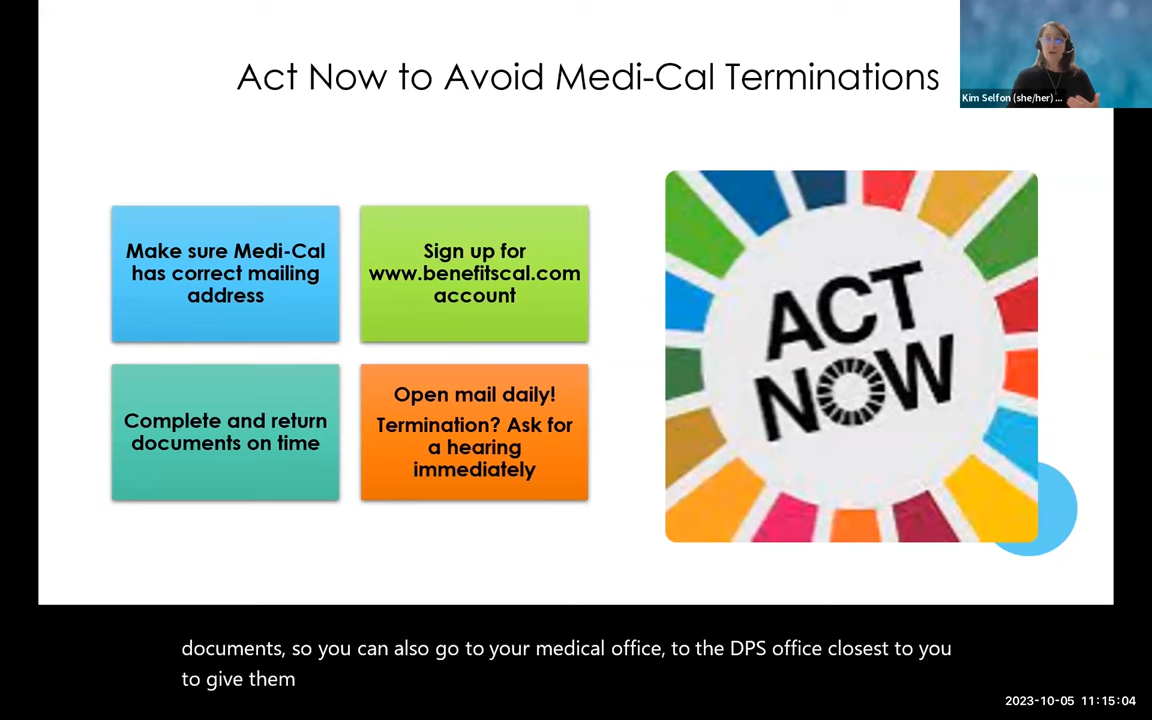 Act Now to Avoid Medi-Cal Terminations
Kim Selfon (she/her) ...
Make sure Medi-Cal
has correct mailing
address
Sign up for
www.benefitscal.com
account
Complete and return
documents on time
Open mail daily!
Termination? Ask for
a hearing
immediately
ACT
NOW
documents, so you can also go to your medical office, to the DPS office closest to you
to give them
2023-10-05 11:15:04